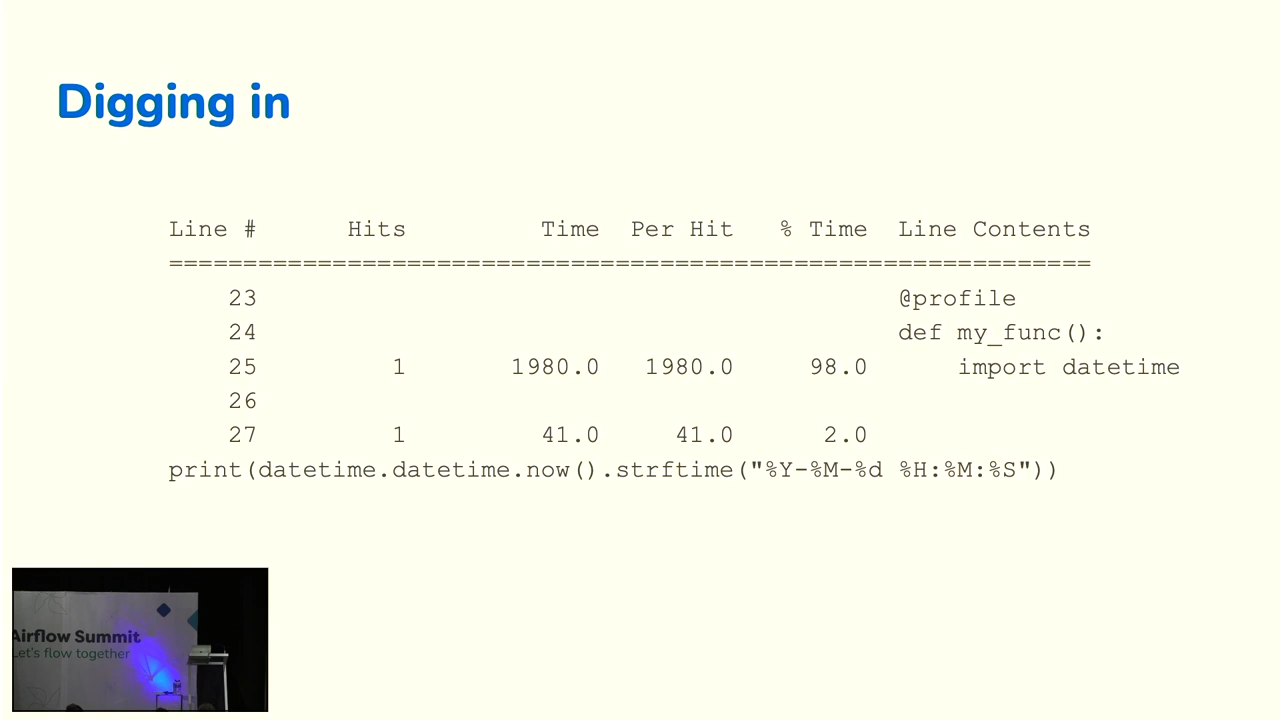 Digging in
Line # Hits Time Per Hit % Time Line Contents
==============================================================
23 @profile
24 def my_func():
25 1 1980.0 1980.0 98.0 import datetime
26
27 1 41.0 41.0 2.0
print(datetime.datetime.now().strftime("%Y-%M-%d %H:%M:%S"))
Airflow Summit
Let's flow together